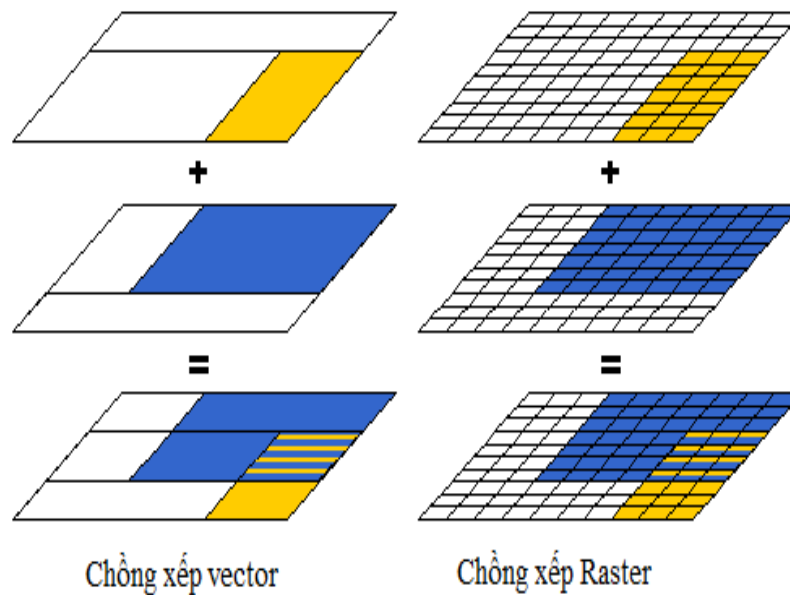 + +
= =
Chồng xếp vector
Chồng xếp Raster